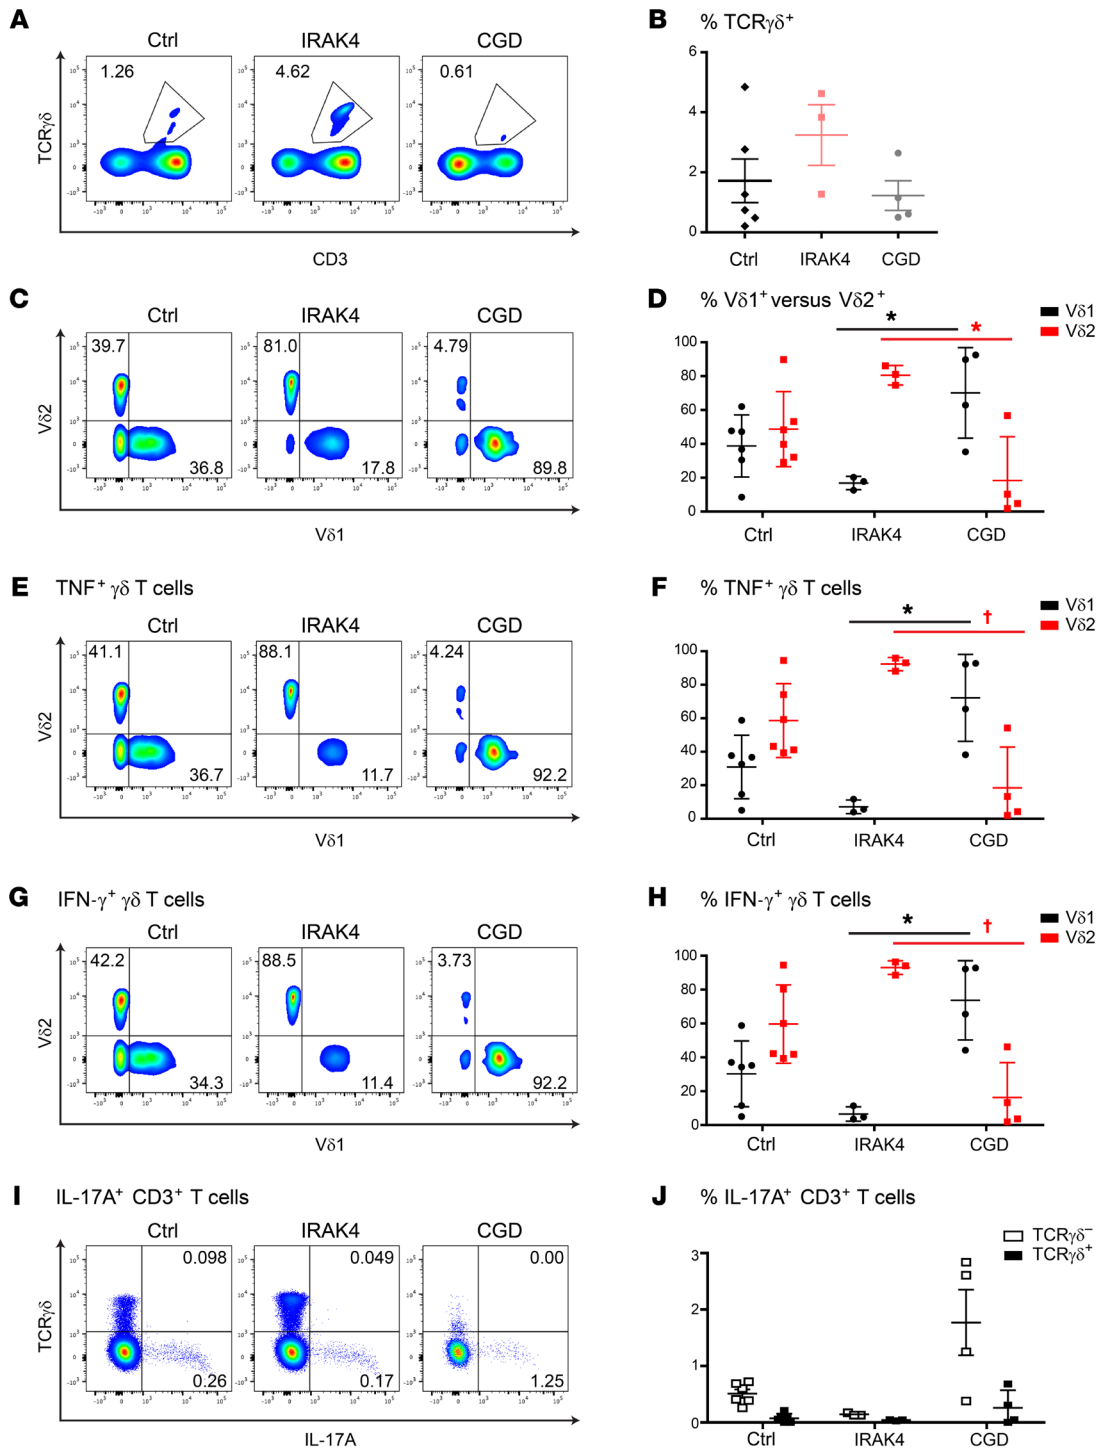 A
Ctrl
IRAK4
CGD
1.26
4.62
0.61
TCRγδ
CD3
B
% TCRγδ⁺
6
4
2
0
Ctrl
IRAK4
CGD
C
Ctrl
IRAK4
CGD
39.7
81.0
4.79
36.8
17.8
89.8
Vδ2
Vδ1
D
% Vδ1⁺ versus Vδ2⁺
Vδ1
Vδ2
*
*
100
80
60
40
20
0
Ctrl
IRAK4
CGD
E
TNF⁺ γδ T cells
Ctrl
IRAK4
CGD
41.1
88.1
4.24
36.7
11.7
92.2
Vδ2
Vδ1
F
% TNF⁺ γδ T cells
Vδ1
Vδ2
*
†
100
80
60
40
20
0
Ctrl
IRAK4
CGD
G
IFN-γ⁺ γδ T cells
Ctrl
IRAK4
CGD
42.2
88.5
3.73
34.3
11.4
92.2
Vδ2
Vδ1
H
% IFN-γ⁺ γδ T cells
Vδ1
Vδ2
*
†
100
80
60
40
20
0
Ctrl
IRAK4
CGD
I
IL-17A⁺ CD3⁺ T cells
Ctrl
IRAK4
CGD
0.098
0.049
0.00
0.26
0.17
1.25
TCRγδ
IL-17A
J
% IL-17A⁺ CD3⁺ T cells
TCRγδ⁻
TCRγδ⁺
3
2
1
0
Ctrl
IRAK4
CGD